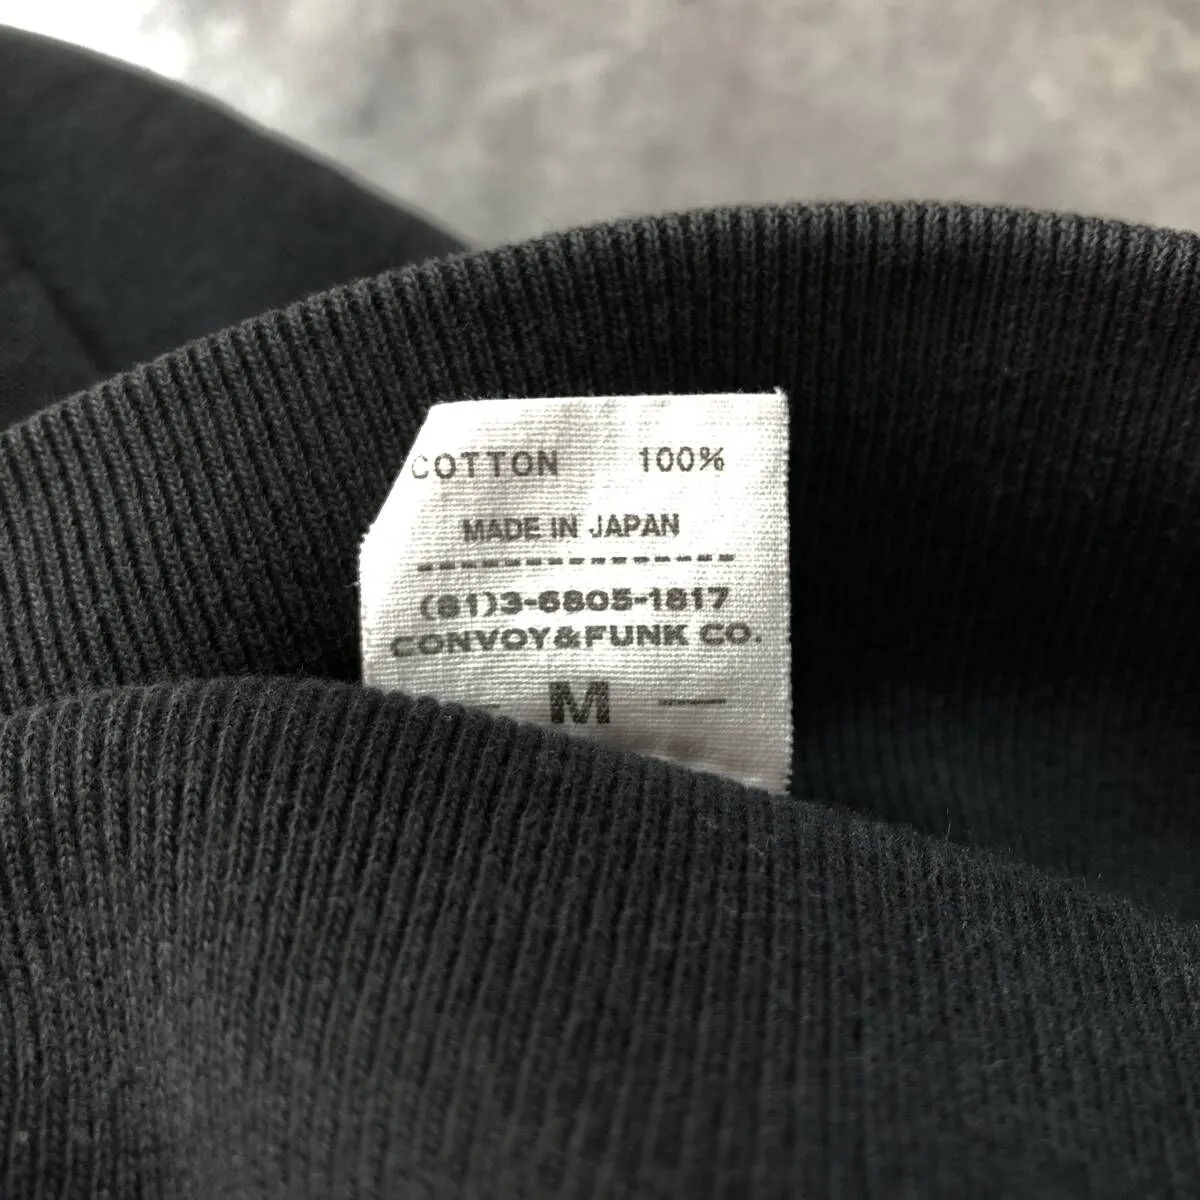 COTTON 100%
MADE IN JAPAN
(81)3-6805-1817
CONVOY&FUNK CO.
— M —